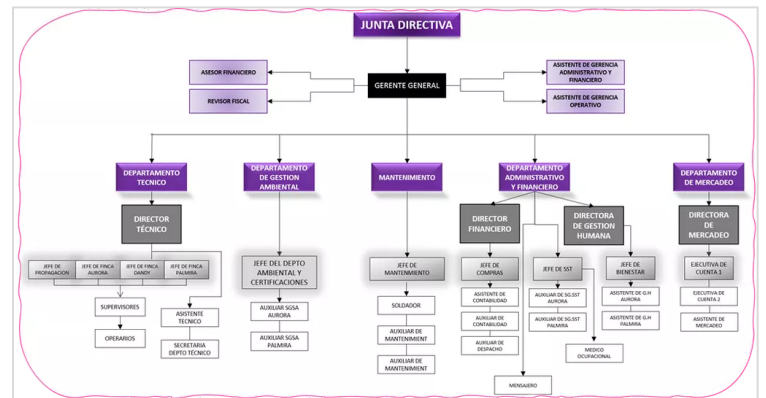 JUNTA DIRECTIVA
ASESOR FINANCIERO
REVISOR FISCAL
GERENTE GENERAL
ASISTENTE DE GERENCIA
ADMINISTRATIVO Y
FINANCIERO
ASISTENTE DE GERENCIA
OPERATIVO
DEPARTAMENTO
TECNICO
DEPARTAMENTO
DE GESTION
AMBIENTAL
MANTENIMIENTO
DEPARTAMENTO
ADMINISTRATIVO
Y FINANCIERO
DEPARTAMENTO
DE MERCADEO
DIRECTOR
TÉCNICO
DIRECTOR
FINANCIERO
DIRECTORA
DE GESTION
HUMANA
DIRECTORA
DE
MERCADEO
JEFE DE
PROPAGACION
JEFE DE FINCA
AURORA
JEFE DE FINCA
DANDY
JEFE DE FINCA
PALMIRA
JEFE DEL DEPTO
AMBIENTAL Y
CERTIFICACIONES
JEFE DE
MANTENMIENTO
JEFE DE
COMPRAS
JEFE DE SST
JEFE DE
BIENESTAR
EJECUTIVA DE
CUENTA 1
SUPERVISORES
OPERARIOS
ASISTENTE
TECNICO
SECRETARIA
DEPTO TÉCNICO
AUXILIAR SGSA
AURORA
AUXILIAR SGSA
PALMIRA
SOLDADOR
AUXILIAR DE
MANTENIMIENT
AUXILIAR DE
MANTENIMIENT
ASISTENTE DE
CONTABILIDAD
AUXILIAR DE
CONTABILIDAD
AUXILIAR DE
DESPACHO
AUXILIAR DE SG.SST
AURORA
AUXILIAR DE SG.SST
PALMIRA
ASISTENTE DE G.H
AURORA
ASISTENTE DE G.H
PALMIRA
EJECUTIVA DE
CUENTA 2
ASISTENTE DE
MERCADEO
MEDICO
OCUPACIONAL
MENSAJERO